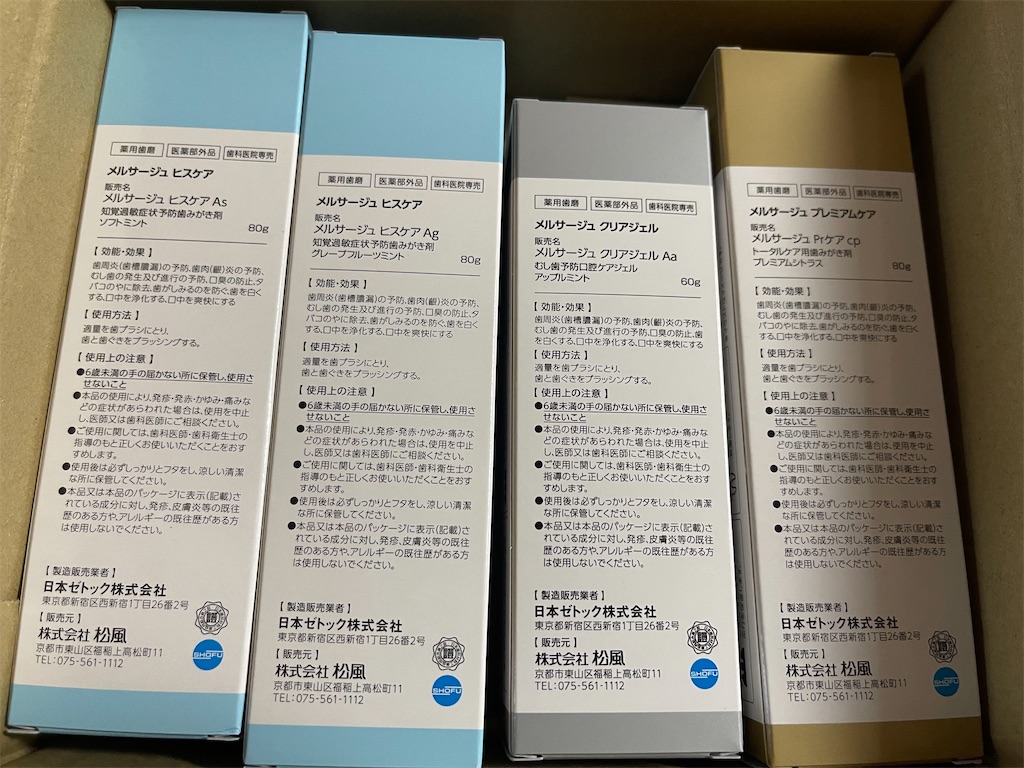 薬用歯磨 医薬部外品 歯科医院専売
メルサージュ ヒスケア
販売名
メルサージュ ヒスケア As
知覚過敏症状予防歯みがき剤
ソフトミント 80g
【 効能・効果 】
歯周炎(歯槽膿漏)の予防、歯肉(齦)炎の予防、
むし歯の発生及び進行の予防、口臭の防止、タ
バコのやに除去、歯がしみるのを防ぐ、歯を白く
する、口中を浄化する、口中を爽快にする
【 使用方法 】
適量を歯ブラシにとり、
歯と歯ぐきをブラッシングする。
【 使用上の注意 】
●6歳未満の手の届かない所に保管し、使用さ
せないこと
●本品の使用により、発疹・発赤・かゆみ・痛みな
どの症状があらわれた場合は、使用を中止
し、医師又は歯科医師にご相談ください。
●ご使用に関しては、歯科医師・歯科衛生士の
指導のもと正しくお使いいただくことをおす
すめします。
●使用後は必ずしっかりとフタをし、涼しい清潔
な所に保管してください。
●本品又は本品のパッケージに表示(記載)さ
れている成分に対し、発疹、皮膚炎等の既往
歴のある方や、アレルギーの既往歴がある方
は使用しないでください。
【 製造販売業者 】
日本ゼトック株式会社
東京都新宿区西新宿1丁目26番2号
【 販売元 】
株式会社 松風
京都市東山区福稲上高松町11
TEL:075-561-1112
SHOFU
薬用歯磨 医薬部外品 歯科医院専売
メルサージュ ヒスケア
販売名
メルサージュ ヒスケア Ag
知覚過敏症状予防歯みがき剤
グレープフルーツミント 80g
【 効能・効果 】
歯周炎(歯槽膿漏)の予防、歯肉(齦)炎の予防、
むし歯の発生及び進行の予防、口臭の防止、タ
バコのやに除去、歯がしみるのを防ぐ、歯を白く
する、口中を浄化する、口中を爽快にする
【 使用方法 】
適量を歯ブラシにとり、
歯と歯ぐきをブラッシングする。
【 使用上の注意 】
●6歳未満の手の届かない所に保管し、使用さ
せないこと
●本品の使用により、発疹・発赤・かゆみ・痛みな
どの症状があらわれた場合は、使用を中止
し、医師又は歯科医師にご相談ください。
●ご使用に関しては、歯科医師・歯科衛生士の
指導のもと正しくお使いいただくことをおす
すめします。
●使用後は必ずしっかりとフタをし、涼しい清潔
な所に保管してください。
●本品又は本品のパッケージに表示(記載)さ
れている成分に対し、発疹、皮膚炎等の既往
歴のある方や、アレルギーの既往歴がある方
は使用しないでください。
【 製造販売業者 】
日本ゼトック株式会社
東京都新宿区西新宿1丁目26番2号
【 販売元 】
株式会社 松風
京都市東山区福稲上高松町11
TEL:075-561-1112
SHOFU
薬用歯磨 医薬部外品 歯科医院専売
メルサージュ クリアジェル
販売名
メルサージュ クリアジェル Aa
むし歯予防口腔ケアジェル
アップルミント 60g
【 効能・効果 】
歯周炎(歯槽膿漏)の予防、歯肉(齦)炎の予防、
むし歯の発生及び進行の予防、口臭の防止、歯
を白くする、口中を浄化する、口中を爽快にする
【 使用方法 】
適量を歯ブラシにとり、
歯と歯ぐきをブラッシングする。
【 使用上の注意 】
●6歳未満の手の届かない所に保管し、使用さ
せないこと
●本品の使用により、発疹・発赤・かゆみ・痛みな
どの症状があらわれた場合は、使用を中止
し、医師又は歯科医師にご相談ください。
●ご使用に関しては、歯科医師・歯科衛生士の
指導のもと正しくお使いいただくことをおす
すめします。
●使用後は必ずしっかりとフタをし、涼しい清潔
な所に保管してください。
●本品又は本品のパッケージに表示(記載)さ
れている成分に対し、発疹、皮膚炎等の既往
歴のある方や、アレルギーの既往歴がある方
は使用しないでください。
【 製造販売業者 】
日本ゼトック株式会社
東京都新宿区西新宿1丁目26番2号
【 販売元 】
株式会社 松風
京都市東山区福稲上高松町11
TEL:075-561-1112
SHOFU
薬用歯磨 医薬部外品 歯科医院専売
メルサージュ プレミアムケア
販売名
メルサージュ Prケア cp
トータルケア用歯みがき剤
プレミアムシトラス 80g
【 効能・効果 】
歯周炎(歯槽膿漏)の予防、歯肉(齦)炎の予防、
むし歯の発生及び進行の予防、口臭の防止、タ
バコのやに除去、歯がしみるのを防ぐ、歯を白く
する、口中を浄化する、口中を爽快にする
【 使用方法 】
適量を歯ブラシにとり、
歯と歯ぐきをブラッシングする。
【 使用上の注意 】
●6歳未満の手の届かない所に保管し、使用さ
せないこと
●本品の使用により、発疹・発赤・かゆみ・痛みな
どの症状があらわれた場合は、使用を中止
し、医師又は歯科医師にご相談ください。
●ご使用に関しては、歯科医師・歯科衛生士の
指導のもと正しくお使いいただくことをおす
すめします。
●使用後は必ずしっかりとフタをし、涼しい清潔
な所に保管してください。
●本品又は本品のパッケージに表示(記載)さ
れている成分に対し、発疹、皮膚炎等の既往
歴のある方や、アレルギーの既往歴がある方
は使用しないでください。
【 製造販売業者 】
日本ゼトック株式会社
東京都新宿区西新宿1丁目26番2号
【 販売元 】
株式会社 松風
京都市東山区福稲上高松町11
TEL:075-561-1112
SHOFU